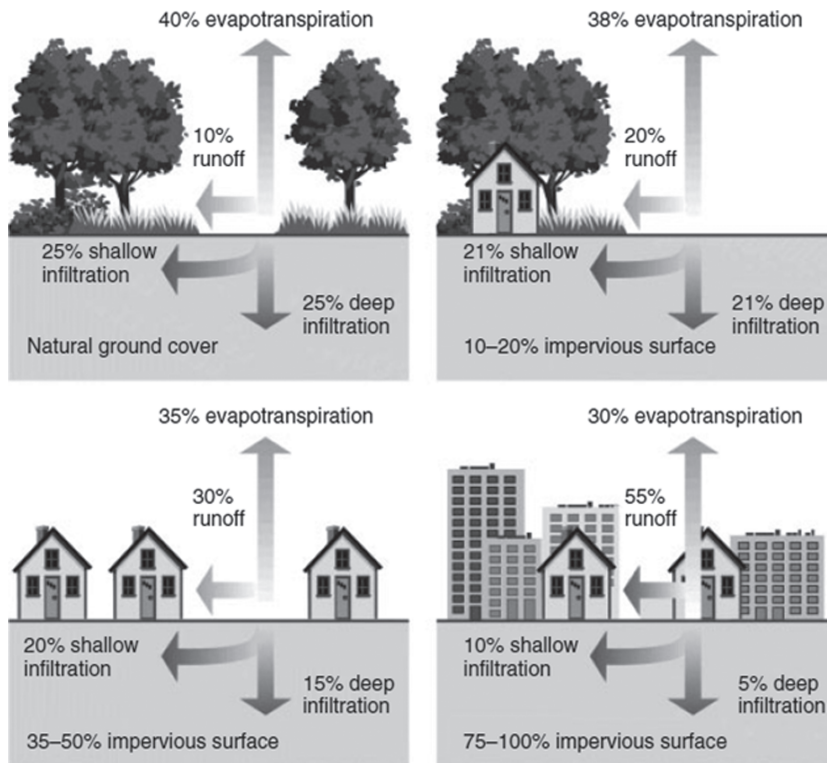 40% evapotranspiration
10%
runoff
25% shallow
infiltration
25% deep
infiltration
Natural ground cover
38% evapotranspiration
20%
runoff
21% shallow
infiltration
21% deep
infiltration
10–20% impervious surface
35% evapotranspiration
30%
runoff
20% shallow
infiltration
15% deep
infiltration
35–50% impervious surface
30% evapotranspiration
55%
runoff
10% shallow
infiltration
5% deep
infiltration
75–100% impervious surface